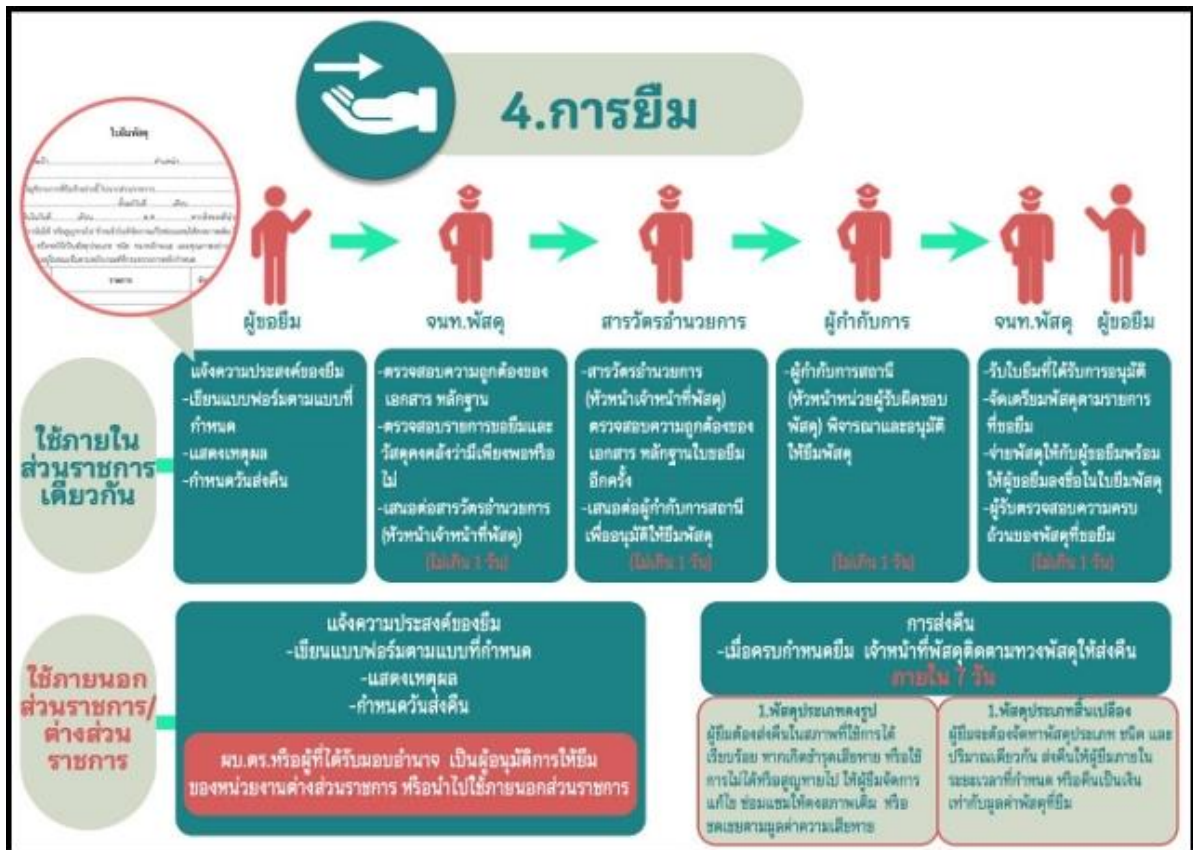 4.การยืม
ใบยืมพัสดุ
รายการ
ผู้ขอยืม
จนท.พัสดุ
สารวัตรอำนวยการ
ผู้กำกับการ
จนท.พัสดุ
ผู้ขอยืม
ใช้ภายใน
ส่วนราชการ
เดียวกัน
แจ้งความประสงค์ของยืม
-เขียนแบบฟอร์มตามแบบที่
กำหนด
-แสดงเหตุผล
-กำหนดวันส่งคืน
-ตรวจสอบความถูกต้องของ
เอกสาร หลักฐาน
-ตรวจสอบรายการขอยืมและ
วัสดุคงคลังว่ามีเพียงพอหรือ
ไม่
-เสนอต่อสารวัตรอำนวยการ
(หัวหน้าเจ้าหน้าที่พัสดุ)
(ไม่เกิน 1 วัน)
-สารวัตรอำนวยการ
(หัวหน้าเจ้าหน้าที่พัสดุ)
ตรวจสอบความถูกต้องของ
เอกสาร หลักฐานใบขอยืม
อีกครั้ง
-เสนอต่อผู้กำกับการสถานี
เพื่ออนุมัติให้ยืมพัสดุ
(ไม่เกิน 1 วัน)
-ผู้กำกับการสถานี
(หัวหน้าหน่วยผู้รับผิดชอบ
พัสดุ) พิจารณาและอนุมัติ
ให้ยืมพัสดุ
(ไม่เกิน 1 วัน)
-รับใบยืมที่ได้รับการอนุมัติ
-จัดเตรียมพัสดุตามรายการ
ที่ขอยืม
-จ่ายพัสดุให้กับผู้ขอยืมพร้อม
ให้ผู้ขอยืมลงชื่อในใบยืมพัสดุ
-ผู้รับตรวจสอบความครบ
ถ้วนของพัสดุที่ขอยืม
(ไม่เกิน 1 วัน)
ใช้ภายนอก
ส่วนราชการ/
ต่างส่วน
ราชการ
แจ้งความประสงค์ของยืม
-เขียนแบบฟอร์มตามแบบที่กำหนด
-แสดงเหตุผล
-กำหนดวันส่งคืน
ผบ.ตร.หรือผู้ที่ได้รับมอบอำนาจ เป็นผู้อนุมัติการให้ยืม
ของหน่วยงานต่างส่วนราชการ หรือนำไปใช้ภายนอกส่วนราชการ
การส่งคืน
-เมื่อครบกำหนดยืม เจ้าหน้าที่พัสดุติดตามทวงพัสดุให้ส่งคืน
ภายใน 7 วัน
1.พัสดุประเภทคงรูป
ผู้ยืมต้องส่งคืนในสภาพที่ใช้การได้
เรียบร้อย หากเกิดชำรุดเสียหาย หรือใช้
การไม่ได้หรือสูญหายไป ให้ผู้ยืมจัดการ
แก้ไข ซ่อมแซมให้คงสภาพเดิม หรือ
ชดเชยตามมูลค่าความเสียหาย
1.พัสดุประเภทสิ้นเปลือง
ผู้ยืมจะต้องจัดหาพัสดุประเภท ชนิด และ
ปริมาณเดียวกัน ส่งคืนให้ผู้ยืมภายใน
ระยะเวลาที่กำหนด หรือคืนเป็นเงิน
เท่ากับมูลค่าพัสดุที่ยืม